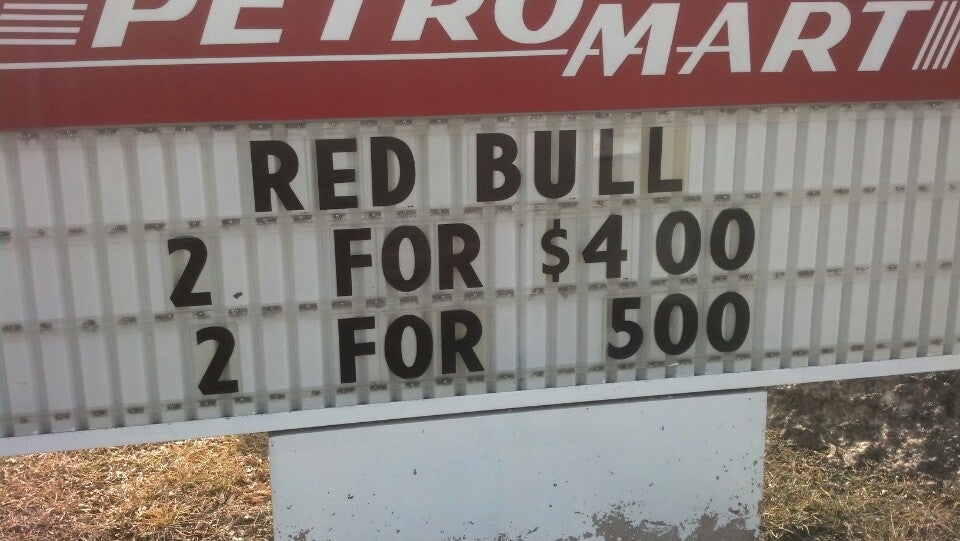 PETROMART
RED BULL
2 FOR $4 00
2 FOR 500